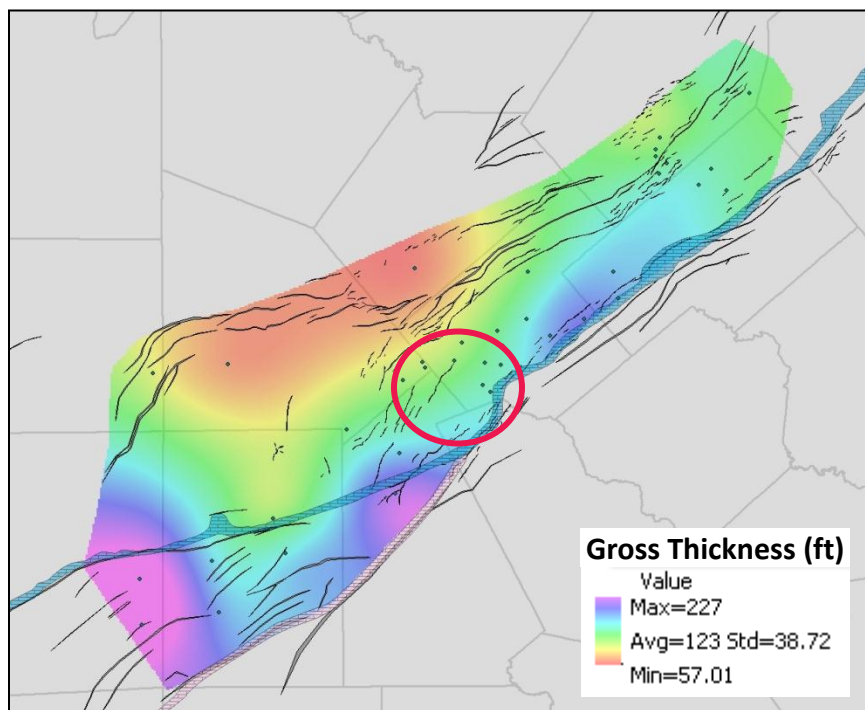 Gross Thickness (ft)
Value
Max=227
Avg=123 Std=38.72
Min=57.01